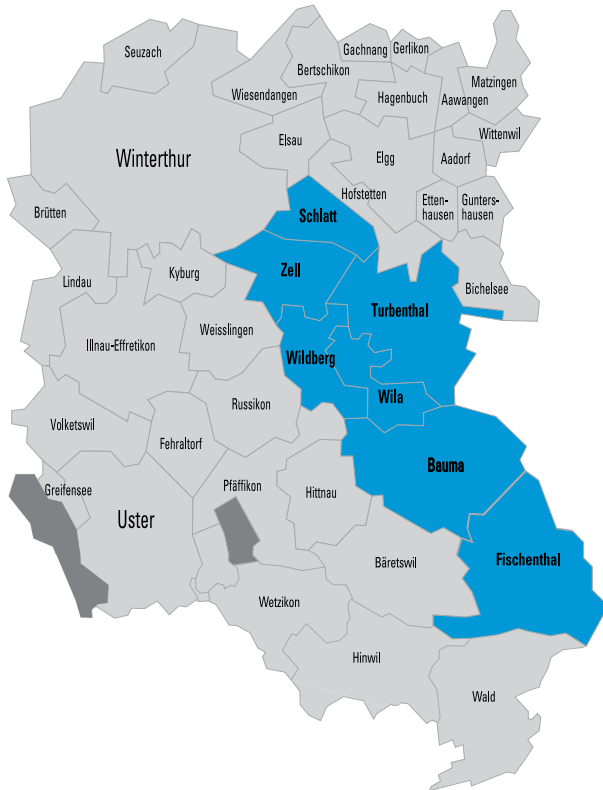 Seuzach
Gachnang
Gerlikon
Bertschikon
Matzingen
Wiesendangen
Hagenbuch
Aawangen
Wittenwil
Elsau
Winterthur
Elgg
Aadorf
Hofstetten
Etten-
hausen
Gunters-
hausen
Brütten
Schlatt
Zell
Kyburg
Lindau
Bichelsee
Turbenthal
Weisslingen
Illnau-Effretikon
Wildberg
Wila
Russikon
Volketswil
Fehraltorf
Bauma
Greifensee
Pfäffikon
Hittnau
Uster
Bäretswil
Fischenthal
Wetzikon
Hinwil
Wald